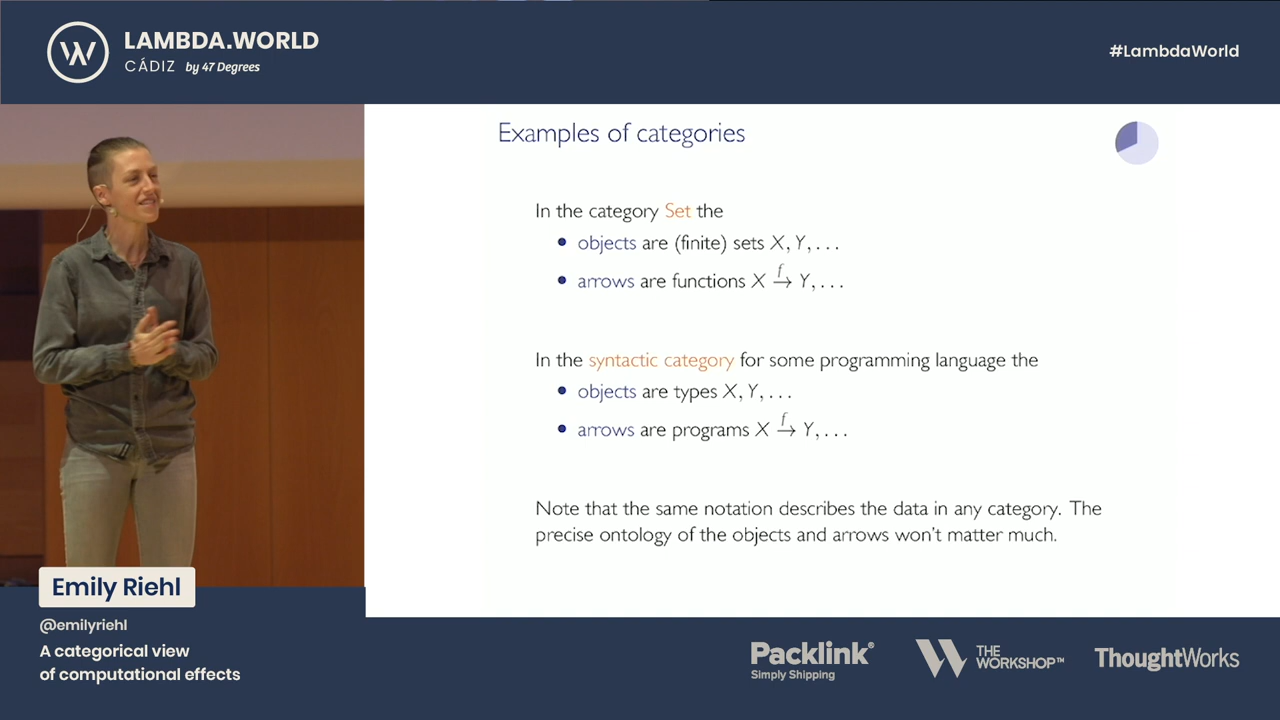 LAMBDA.WORLD
CÁDIZ by 47 Degrees
#LambdaWorld
Examples of categories
In the category Set the
• objects are (finite) sets X, Y, . . .
• arrows are functions X f→ Y, . . .
In the syntactic category for some programming language the
• objects are types X, Y, . . .
• arrows are programs X f→ Y, . . .
Note that the same notation describes the data in any category. The
precise ontology of the objects and arrows won't matter much.
Emily Riehl
@emilyriehl
A categorical view
of computational effects
Packlink®
Simply Shipping
THE
WORKSHOP™
ThoughtWorks